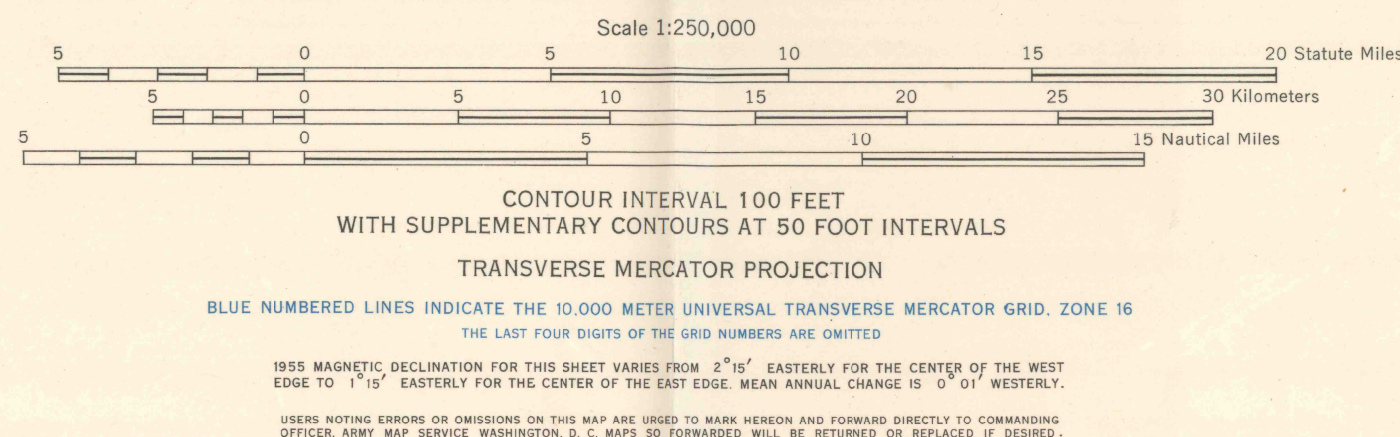 Scale 1:250,000
5 0 5 10 15 20 Statute Miles
5 0 5 10 15 20 25 30 Kilometers
5 0 5 10 15 Nautical Miles
CONTOUR INTERVAL 100 FEET
WITH SUPPLEMENTARY CONTOURS AT 50 FOOT INTERVALS
TRANSVERSE MERCATOR PROJECTION
BLUE NUMBERED LINES INDICATE THE 10,000 METER UNIVERSAL TRANSVERSE MERCATOR GRID, ZONE 16
THE LAST FOUR DIGITS OF THE GRID NUMBERS ARE OMITTED
1955 MAGNETIC DECLINATION FOR THIS SHEET VARIES FROM 2°15′ EASTERLY FOR THE CENTER OF THE WEST
EDGE TO 1°15′ EASTERLY FOR THE CENTER OF THE EAST EDGE. MEAN ANNUAL CHANGE IS 0°01′ WESTERLY.
USERS NOTING ERRORS OR OMISSIONS ON THIS MAP ARE URGED TO MARK HEREON AND FORWARD DIRECTLY TO COMMANDING
OFFICER, ARMY MAP SERVICE WASHINGTON, D. C. MAPS SO FORWARDED WILL BE RETURNED OR REPLACED IF DESIRED.